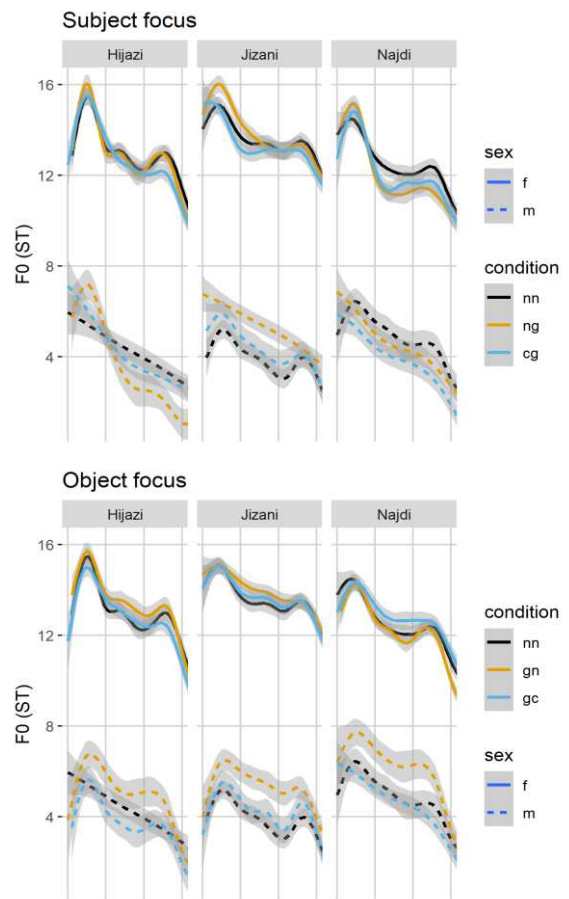 Subject focus
Hijazi Jizani Najdi
16
12
8
4
F0 (ST)
sex
f
m
condition
nn
ng
cg
Object focus
Hijazi Jizani Najdi
16
12
8
4
F0 (ST)
condition
nn
gn
gc
sex
f
m